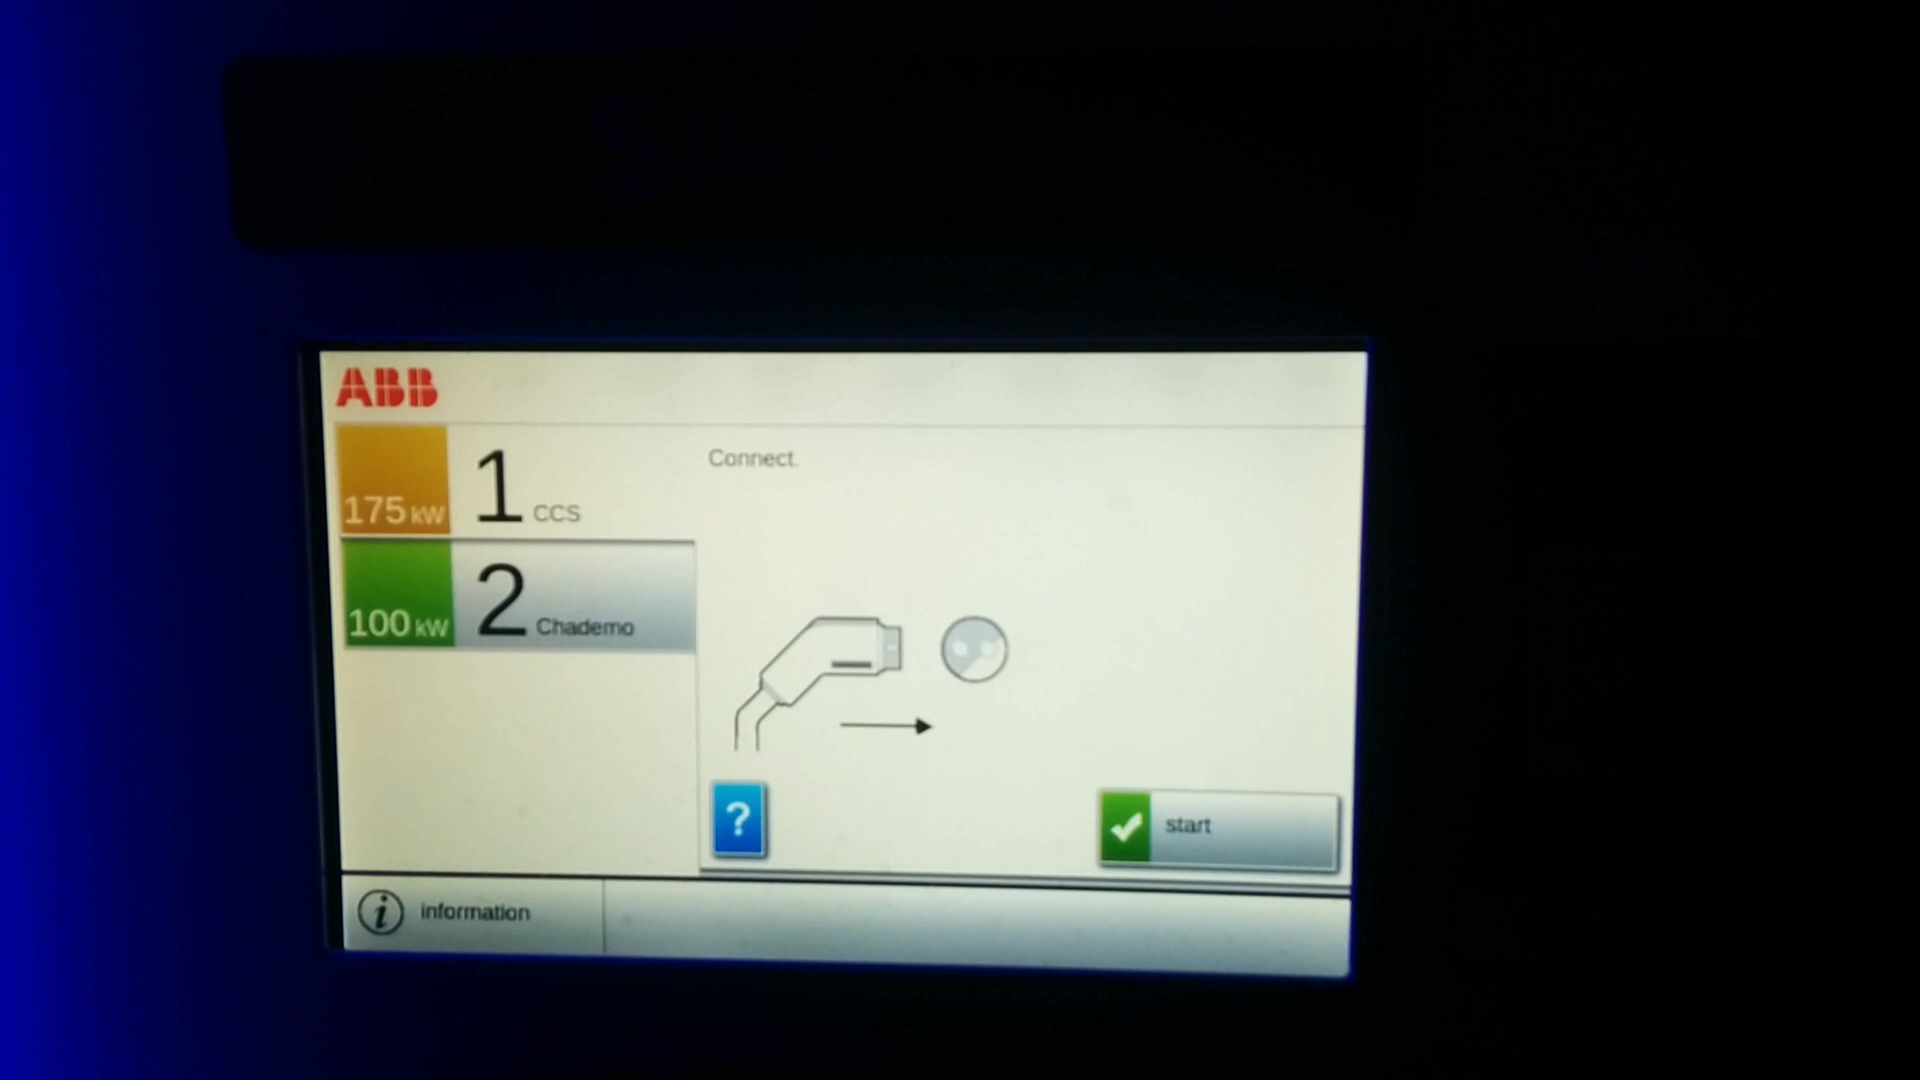 ABB
175 kW 1 CCS
Connect.
100 kW 2 Chademo
?
start
i information